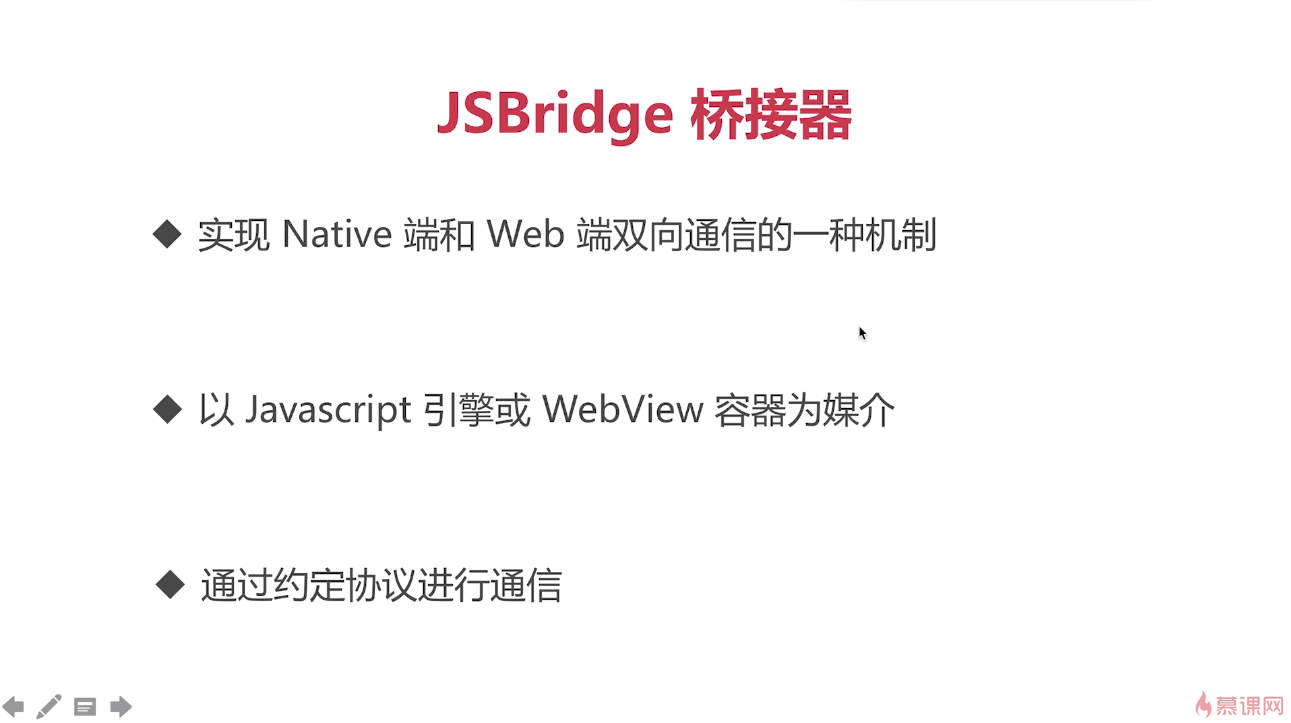 JSBridge 桥接器
◆ 实现 Native 端和 Web 端双向通信的一种机制
◆ 以 Javascript 引擎或 WebView 容器为媒介
◆ 通过约定协议进行通信
慕课网